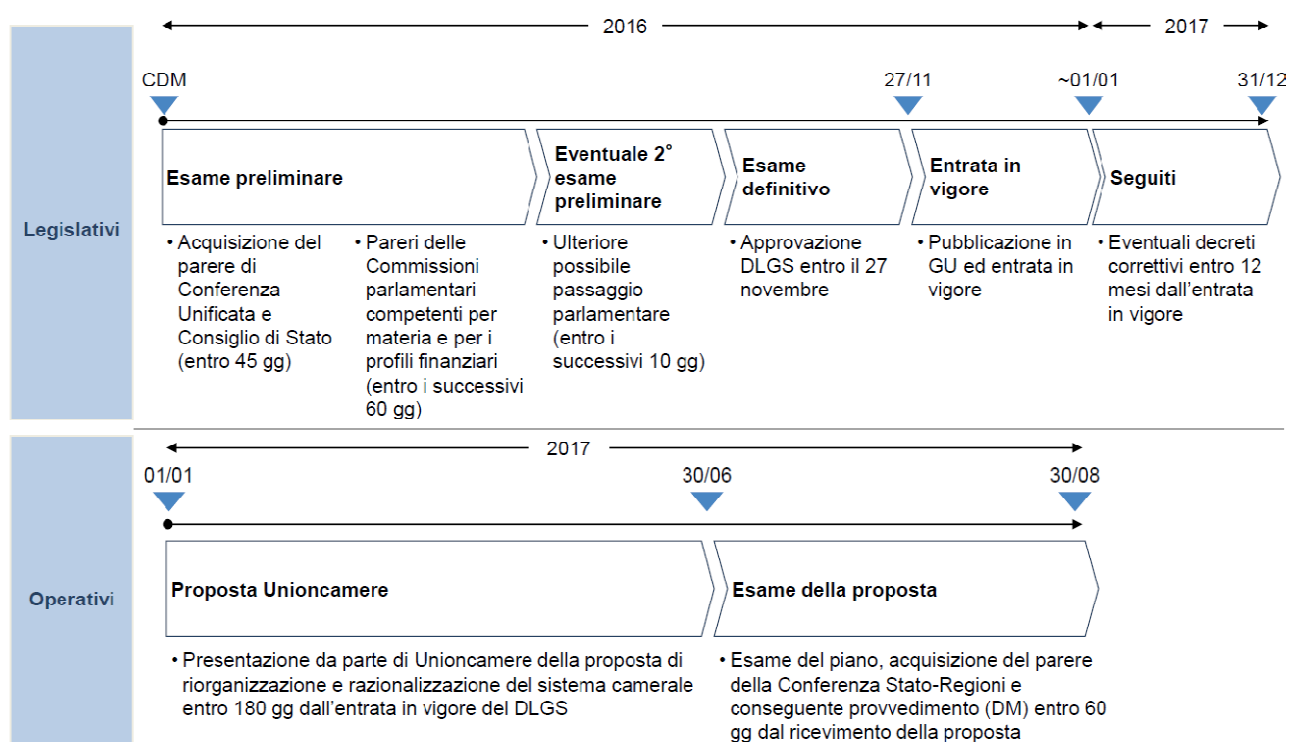 2016
2017
CDM
27/11
~01/01
31/12
Legislativi
Esame preliminare
Eventuale 2°
esame
preliminare
Esame
definitivo
Entrata in
vigore
Seguiti
• Acquisizione del
parere di
Conferenza
Unificata e
Consiglio di Stato
(entro 45 gg)
• Pareri delle
Commissioni
parlamentari
competenti per
materia e per i
profili finanziari
(entro i successivi
60 gg)
• Ulteriore
possibile
passaggio
parlamentare
(entro i
successivi 10 gg)
• Approvazione
DLGS entro il 27
novembre
• Pubblicazione in
GU ed entrata in
vigore
• Eventuali decreti
correttivi entro 12
mesi dall'entrata
in vigore
2017
01/01
30/06
30/08
Operativi
Proposta Unioncamere
Esame della proposta
• Presentazione da parte di Unioncamere della proposta di
riorganizzazione e razionalizzazione del sistema camerale
entro 180 gg dall'entrata in vigore del DLGS
• Esame del piano, acquisizione del parere
della Conferenza Stato-Regioni e
conseguente provvedimento (DM) entro 60
gg dal ricevimento della proposta